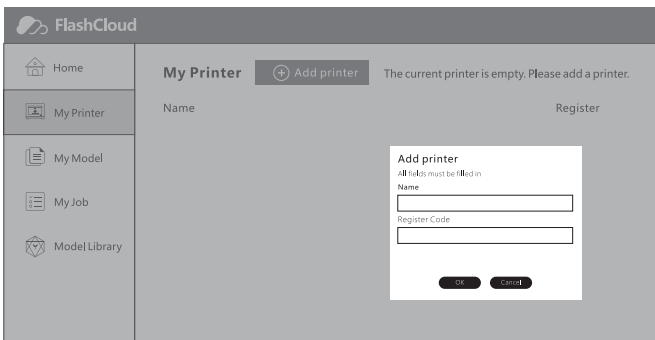 FlashCloud
Home
My Printer
My Model
My Job
Model Library
My Printer
Add printer
The current printer is empty. Please add a printer.
Name
Register
Add printer
All fields must be filled in
Name
Register Code
OK
Cancel